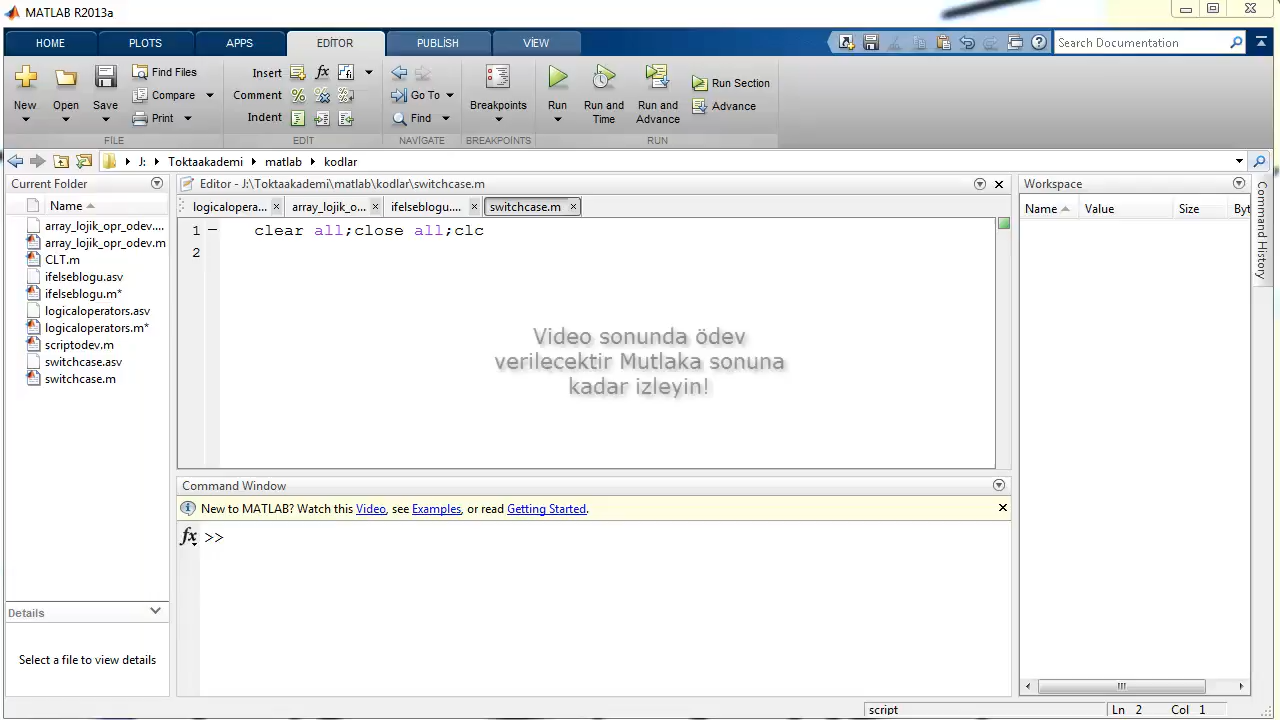 MATLAB R2013a
HOME PLOTS APPS EDITOR PUBLISH VIEW
Search Documentation
New Open Save
Find Files
Compare
Print
FILE
Insert fx
Comment
Indent
EDIT
Go To
Find
NAVIGATE
Breakpoints
BREAKPOINTS
Run
Run and Time
Run and Advance
Run Section
Advance
RUN
J: Toktaakademi matlab kodlar
Current Folder
Name
array_lojik_opr_odev....
array_lojik_opr_odev.m
CLT.m
ifelseblogu.asv
ifelseblogu.m*
logicaloperators.asv
logicaloperators.m*
scriptodev.m
switchcase.asv
switchcase.m
Details
Select a file to view details
Editor - J:\Toktaakademi\matlab\kodlar\switchcase.m
logicalopera... array_lojik_o... ifelseblogu.... switchcase.m
1 clear all;close all;clc
2
Video sonunda ödev
verilecektir Mutlaka sonuna
kadar izleyin!
Command Window
New to MATLAB? Watch this Video, see Examples, or read Getting Started.
fx >>
Workspace
Name Value Size Byt
Command History
script Ln 2 Col 1